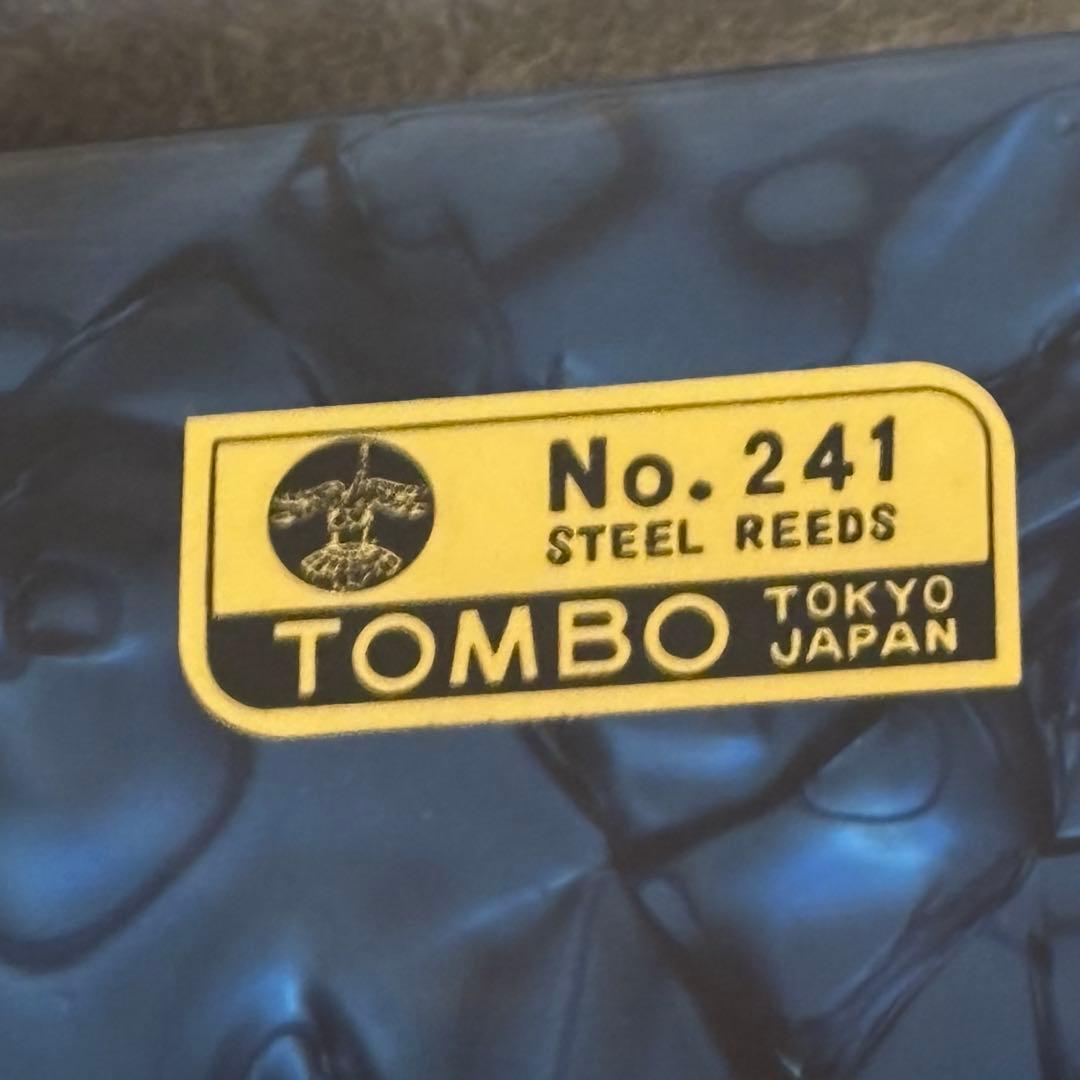 No. 241
STEEL REEDS
TOMBO
TOKYO
JAPAN